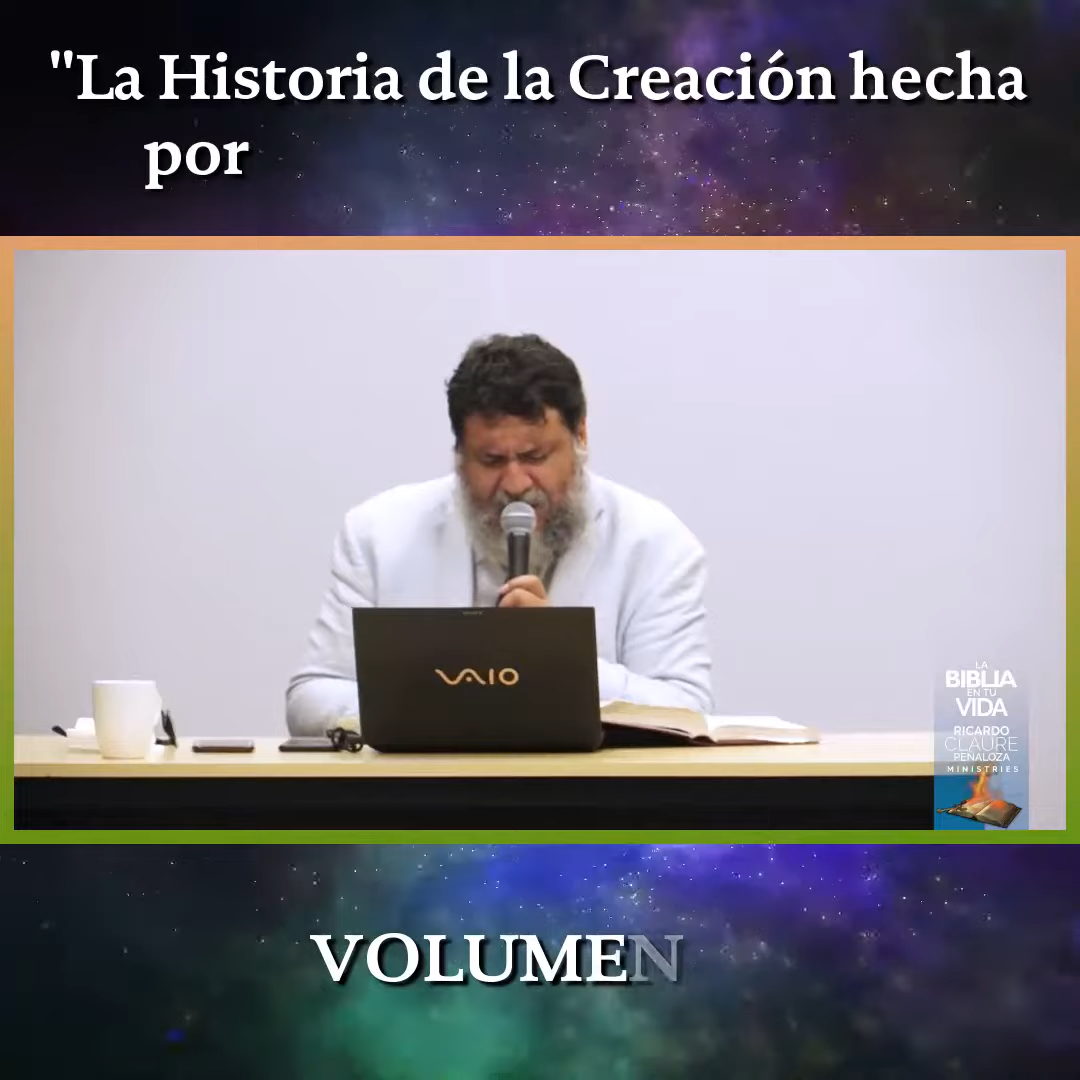 "La Historia de la Creación hecha
por
VAIO
LA
BIBLIA
EN TU
VIDA
RICARDO
CLAURE
PEÑALOZA
MINISTRIES
VOLUMEN